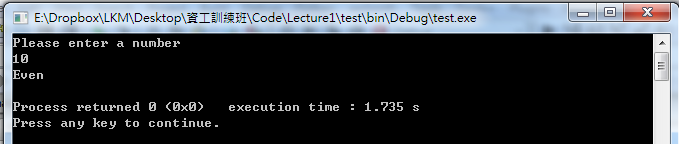 E:\Dropbox\LKM\Desktop\資工訓練班\Code\Lecture1\test\bin\Debug\test.exe
Please enter a number
10
Even
Process returned 0 (0x0)   execution time : 1.735 s
Press any key to continue.